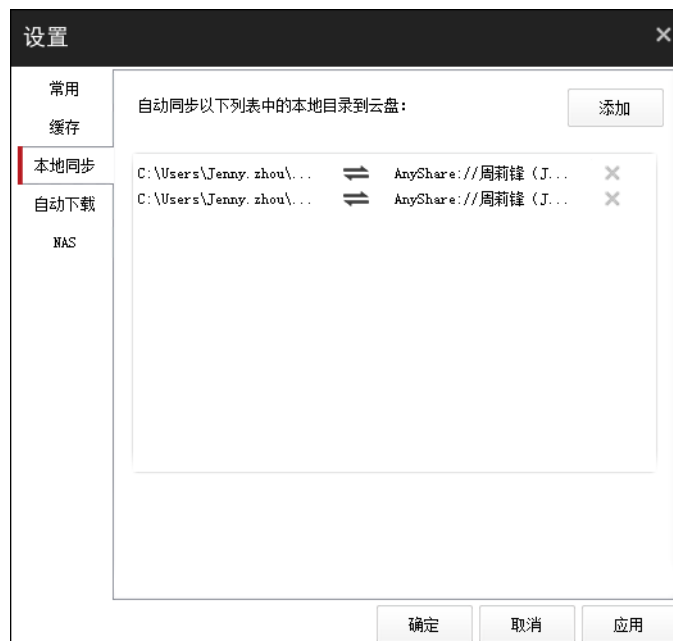 设置
常用
缓存
本地同步
自动下载
NAS
自动同步以下列表中的本地目录到云盘:
添加
C:\Users\Jenny.zhou\... AnyShare://周莉锋 (J...
C:\Users\Jenny.zhou\... AnyShare://周莉锋 (J...
确定 取消 应用